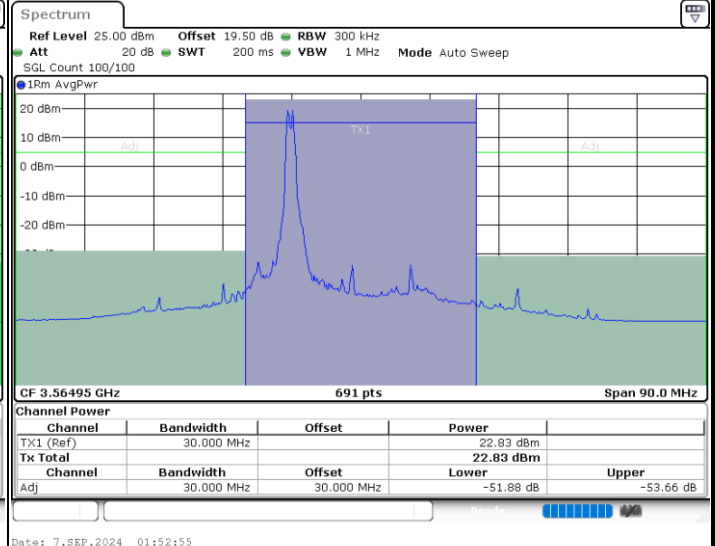 Spectrum
Ref Level 25.00 dBm Offset 19.50 dB RBW 300 kHz
Att 20 dB SWT 200 ms VBW 1 MHz Mode Auto Sweep
SGL Count 100/100
1Rm AvgPwr
20 dBm
TX1
10 dBm
Adj Adj
0 dBm
-10 dBm
-20 dBm
CF 3.56495 GHz 691 pts Span 90.0 MHz
Channel Power
Channel Bandwidth Offset Power
TX1 (Ref) 30.000 MHz 22.83 dBm
Tx Total 22.83 dBm
Channel Bandwidth Offset Lower Upper
Adj 30.000 MHz 30.000 MHz -51.88 dB -53.66 dB
Ready
Date: 7.SEP.2024 01:52:55